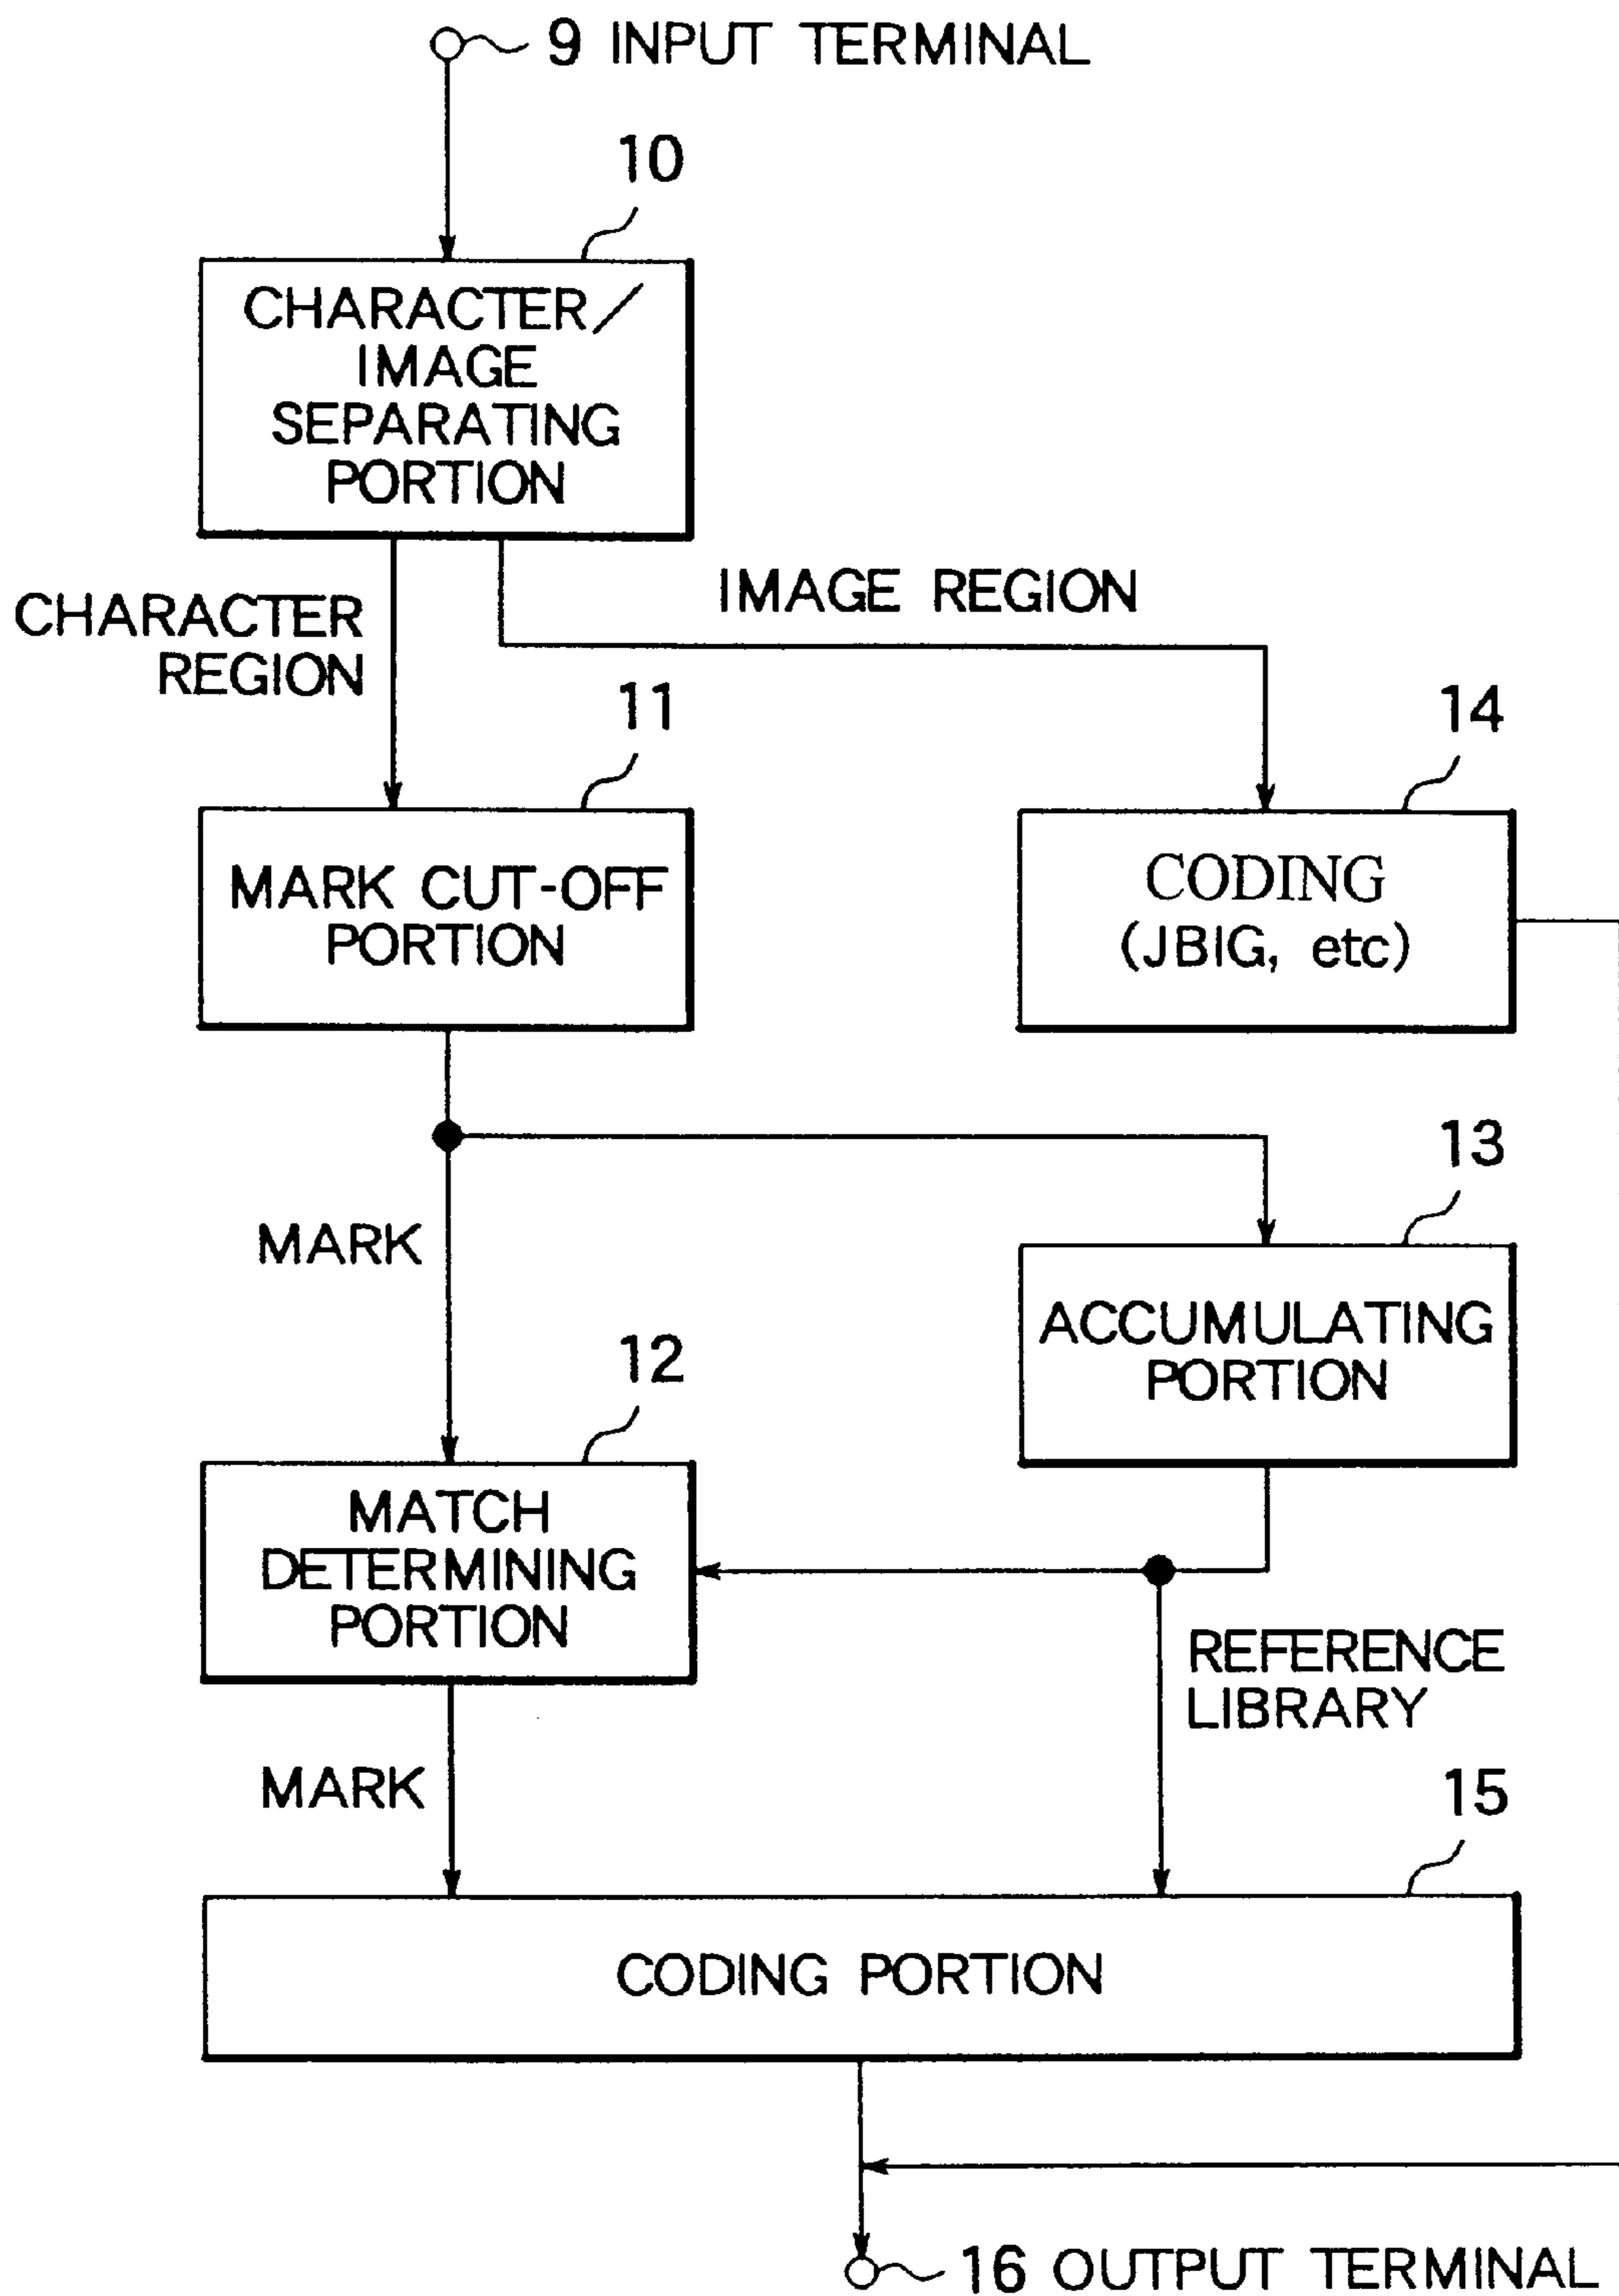 9 INPUT TERMINAL
10
CHARACTER/
IMAGE
SEPARATING
PORTION
CHARACTER
REGION
IMAGE REGION
11
MARK CUT-OFF
PORTION
14
CODING
(JBIG, etc)
MARK
13
ACCUMULATING
PORTION
12
MATCH
DETERMINING
PORTION
REFERENCE
LIBRARY
MARK
15
CODING PORTION
16 OUTPUT TERMINAL